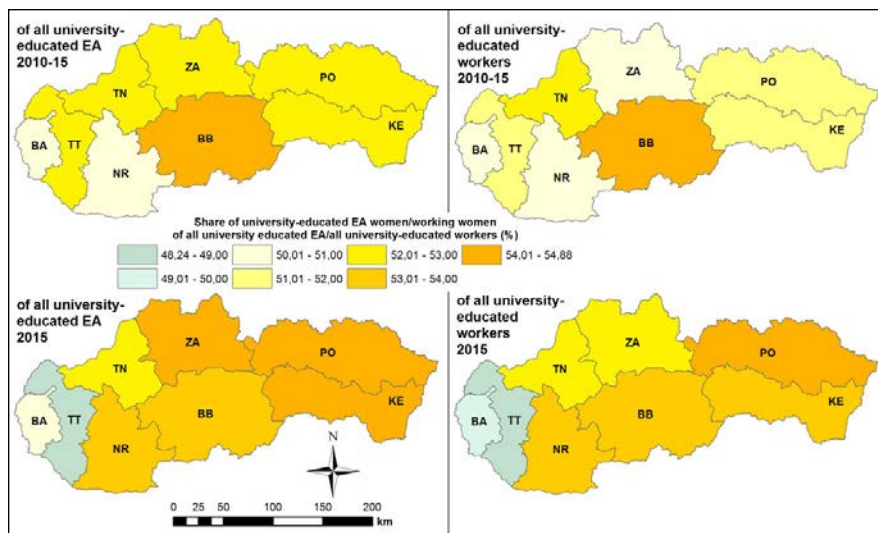 of all university-
educated EA
2010-15
ZA
PO
TN
KE
BB
TT
BA
NR
of all university-
educated
workers
2010-15
ZA
PO
TN
KE
BB
TT
BA
NR
Share of university-educated EA women/working women
of all university educated EA/all university-educated workers (%)
48,24 - 49,00
50,01 - 51,00
52,01 - 53,00
54,01 - 54,88
49,01 - 50,00
51,01 - 52,00
53,01 - 54,00
of all university-
educated EA
2015
ZA
PO
TN
KE
BB
BA
TT
NR
N
0 25 50 100 150 200
km
of all university-
educated
workers
2015
ZA
PO
TN
KE
BB
BA
TT
NR